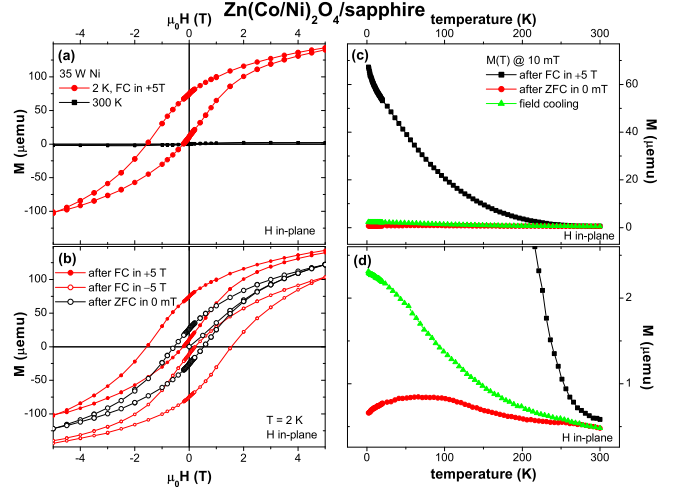 Zn(Co/Ni)2O4/sapphire
μ0H (T)
-4 -2 0 2 4
(a)
35 W Ni
2 K, FC in +5T
300 K
100
50
0
-50
-100
M (μemu)
H in-plane
(b)
after FC in +5 T
after FC in −5 T
after ZFC in 0 mT
100
50
0
-50
-100
M (μemu)
T = 2 K
H in-plane
-4 -2 0 2 4
μ0H (T)
temperature (K)
0 100 200 300
(c)
M(T) @ 10 mT
after FC in +5 T
after ZFC in 0 mT
field cooling
60
40
20
0
M (μemu)
H in-plane
(d)
2
1
M (μemu)
H in-plane
0 50 100 150 200 250 300
temperature (K)